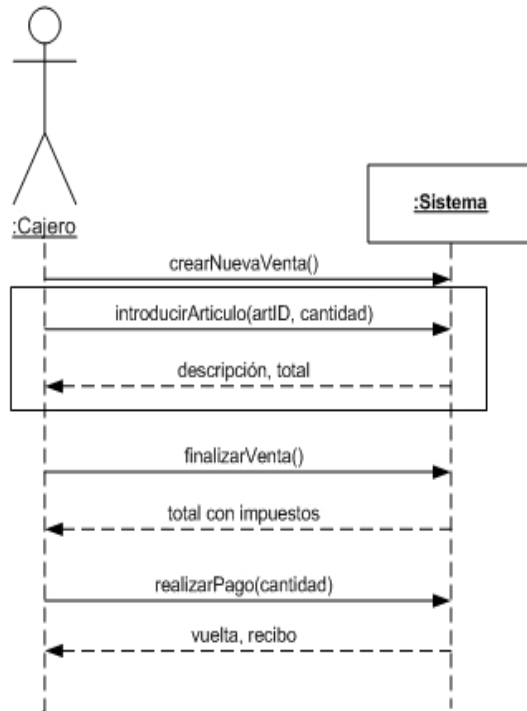 :Cajero
:Sistema
crearNuevaVenta()
introducirArticulo(artID, cantidad)
descripción, total
finalizarVenta()
total con impuestos
realizarPago(cantidad)
vuelta, recibo